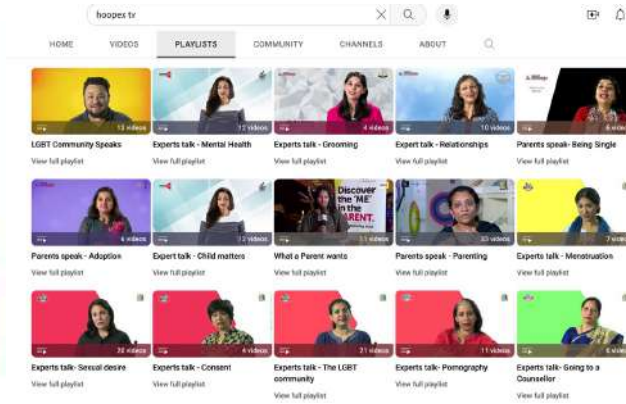 hoopex tv
HOME VIDEOS PLAYLISTS COMMUNITY CHANNELS ABOUT
13 videos
12 videos
4 videos
10 videos
6 videos
LGBT Community Speaks
Experts talk - Mental Health
Experts talk - Grooming
Expert talk - Relationships
Parents speak- Being Single
View full playlist
View full playlist
View full playlist
View full playlist
View full playlist
Discover
the 'ME'
in the
PARENT.
6 videos
13 videos
11 videos
7 videos
Parents speak - Adoption
Expert talk - Child matters
What a Parent wants
Parents speak - Parenting
Experts talk - Menstruation
View full playlist
View full playlist
View full playlist
View full playlist
View full playlist
20 videos
4 videos
21 videos
11 videos
6 videos
Experts talk- Sexual desire
Experts talk - Consent
Experts talk - The LGBT
community
Experts talk- Pornography
Experts talk- Going to a
Counsellor
View full playlist
View full playlist
View full playlist
View full playlist
View full playlist